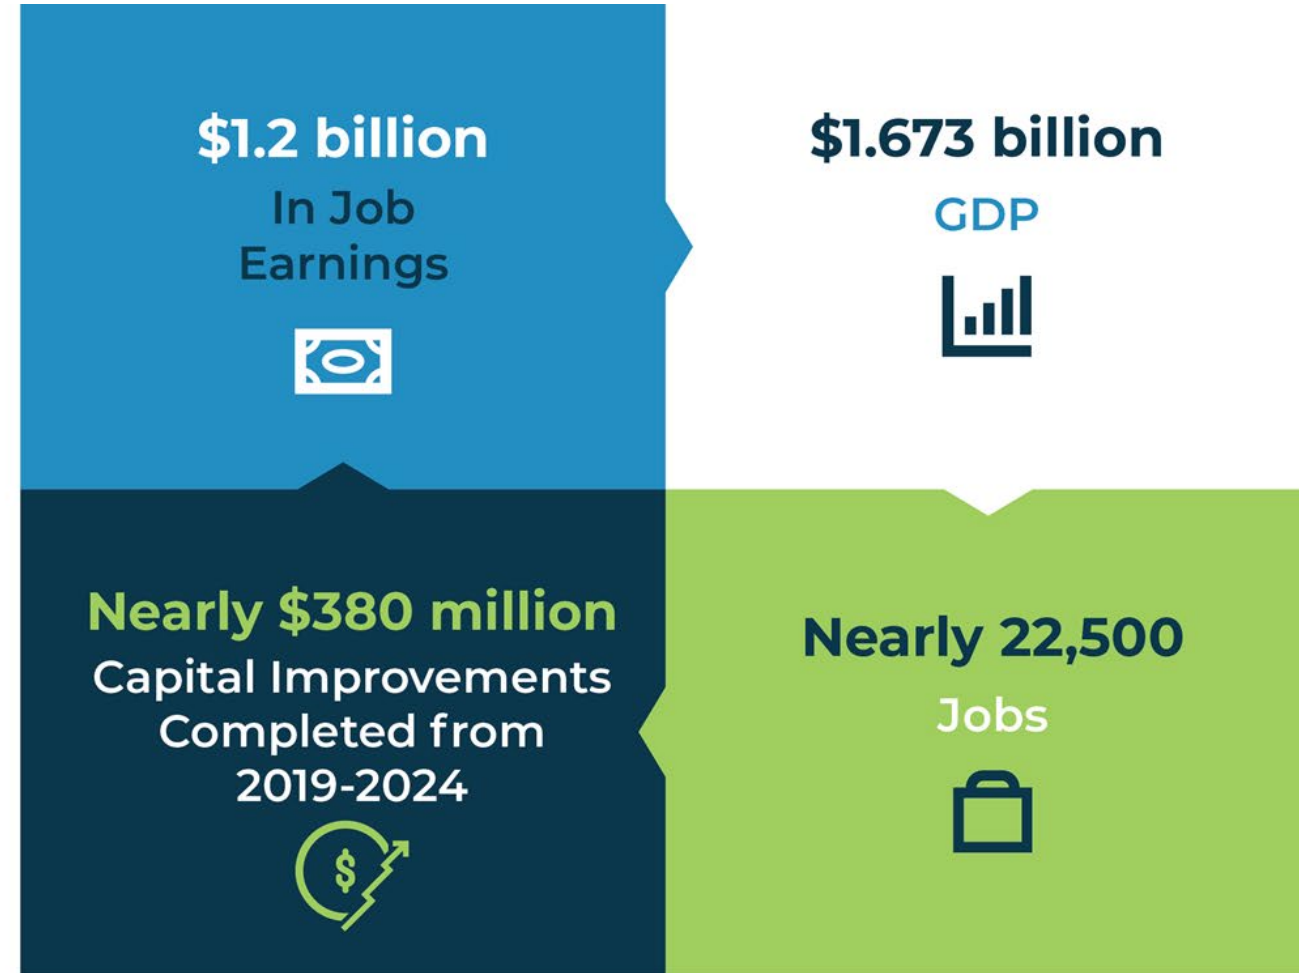 $1.2 billion
In Job
Earnings
$1.673 billion
GDP
Nearly $380 million
Capital Improvements
Completed from
2019-2024
$
Nearly 22,500
Jobs